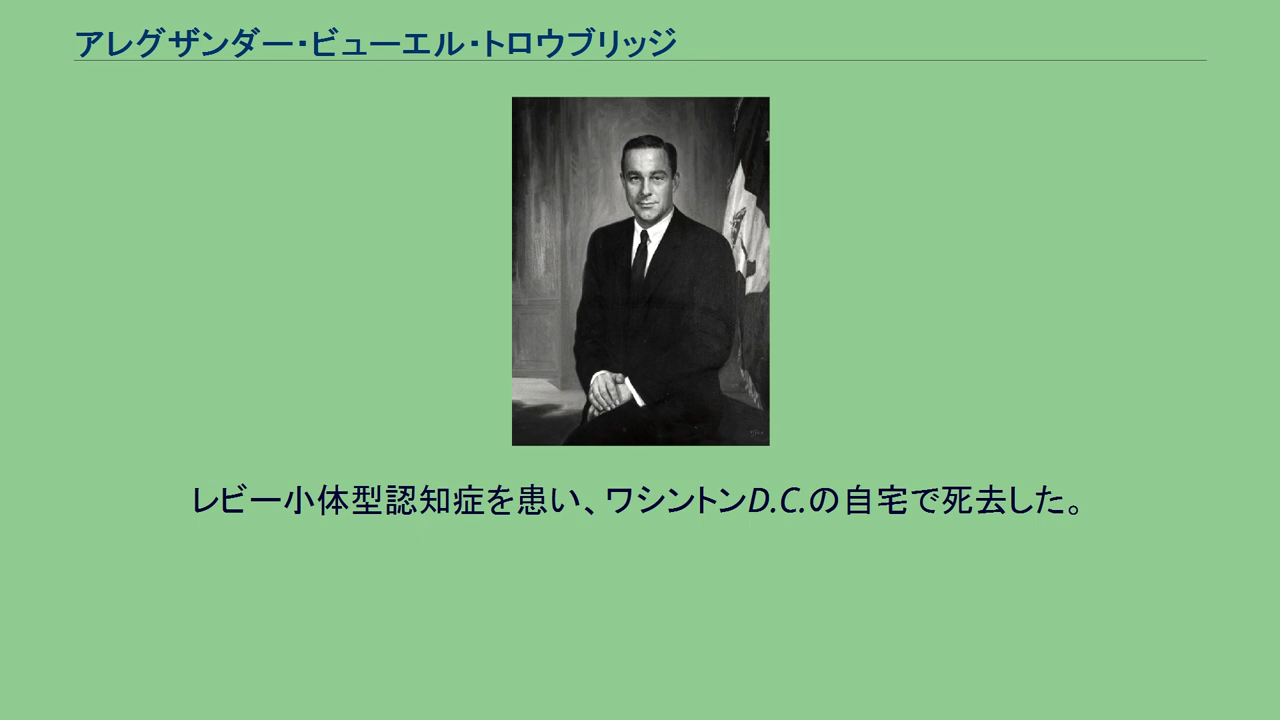 アレグザンダー・ビューエル・トロウブリッジ
レビー小体型認知症を患い、ワシントンD.C.の自宅で死去した。